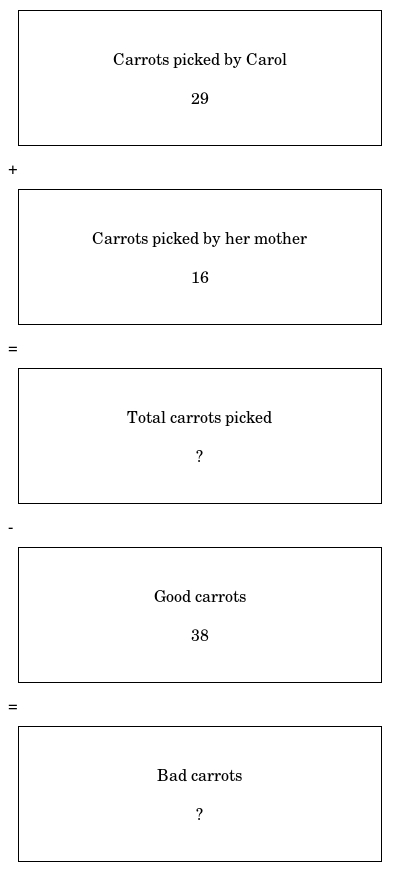 Carrots picked by Carol
29
+
Carrots picked by her mother
16
=
Total carrots picked
?
-
Good carrots
38
=
Bad carrots
?